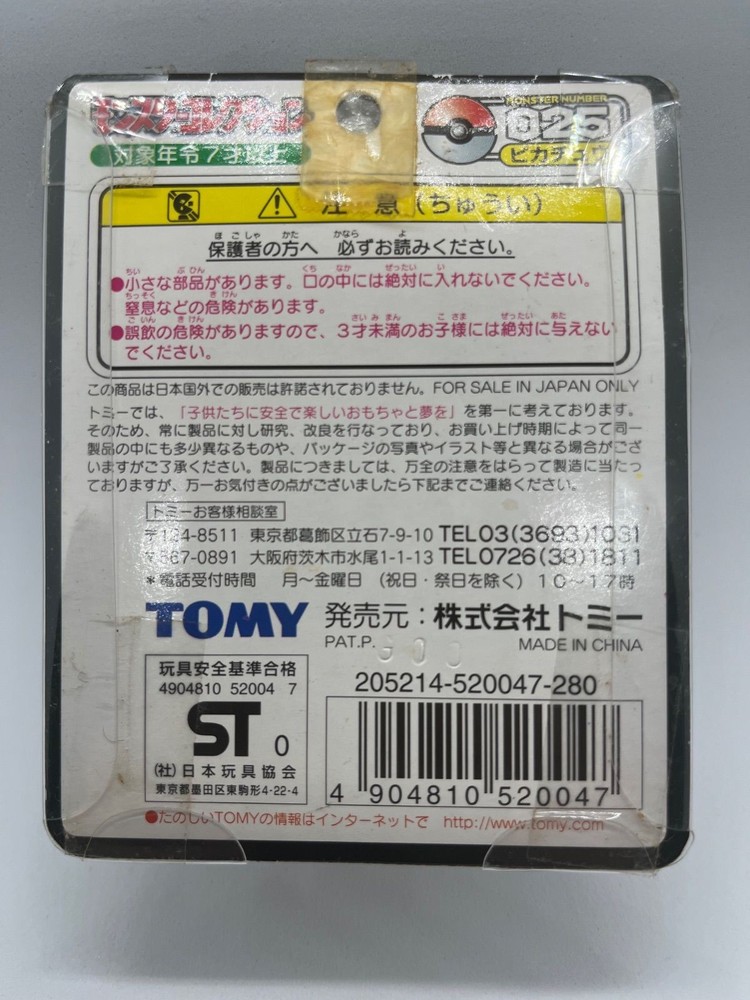 モンスターコレクション
MONSTER NUMBER
025
ピカチュウ
対象年令7才以上
注 意 (ちゅうい)
保護者の方へ 必ずお読みください。
●小さな部品があります。口の中には絶対に入れないでください。
窒息などの危険があります。
●誤飲の危険がありますので、3才未満のお子様には絶対に与えない
でください。
この商品は日本国外での販売は許諾されておりません。FOR SALE IN JAPAN ONLY
トミーでは、「子供たちに安全で楽しいおもちゃと夢を」を第一に考えております。
そのため、常に製品に対し研究、改良を行なっており、お買い上げ時期によって同一
製品の中にも多少異なるものや、パッケージの写真やイラスト等と異なる場合がござ
いますがご了承ください。製品につきましては、万全の注意をはらって製造に当たっ
ておりますが、万一お気付きの点がございましたら下記までご連絡ください。
トミーお客様相談室
〒124-8511 東京都葛飾区立石7-9-10 TEL03(3693)1031
〒567-0891 大阪府茨木市水尾1-1-13 TEL0726(38)1811
*電話受付時間 月~金曜日 (祝日・祭日を除く) 10~17時
TOMY 発売元:株式会社トミー
PAT.P. MADE IN CHINA
玩具安全基準合格
4904810 52004 7
ST 0
(社)日本玩具協会
東京都墨田区東駒形4-22-4
205214-520047-280
4 904810 520047
●たのしいTOMYの情報はインターネットで http://www.tomy.com